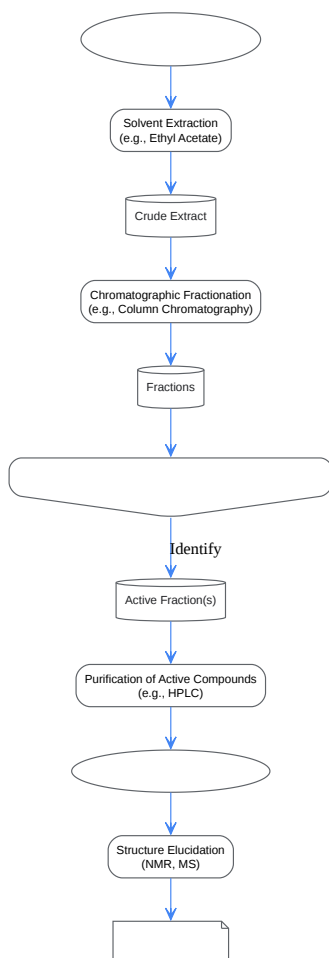 Solvent Extraction
(e.g., Ethyl Acetate)
Crude Extract
Chromatographic Fractionation
(e.g., Column Chromatography)
Fractions
Identify
Active Fraction(s)
Purification of Active Compounds
(e.g., HPLC)
Structure Elucidation
(NMR, MS)